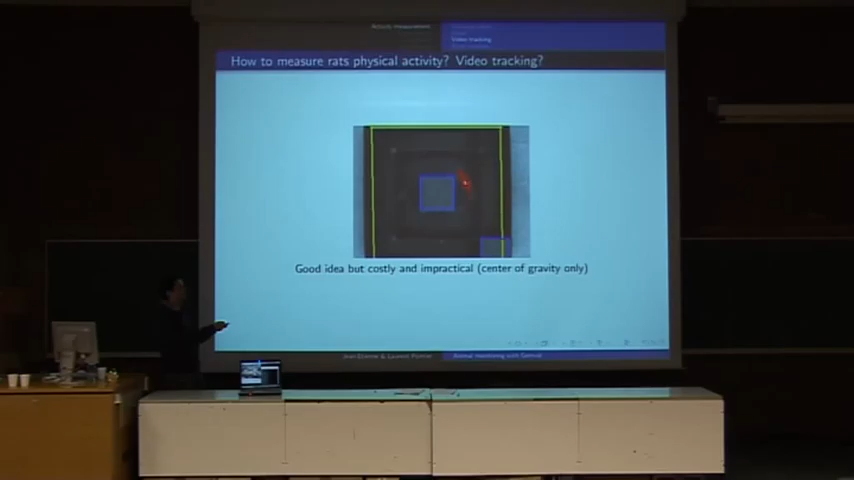 Activity measurement
Video tracking
How to measure rats physical activity? Video tracking?
Good idea but costly and impractical (center of gravity only)
Animal monitoring with Gemvid